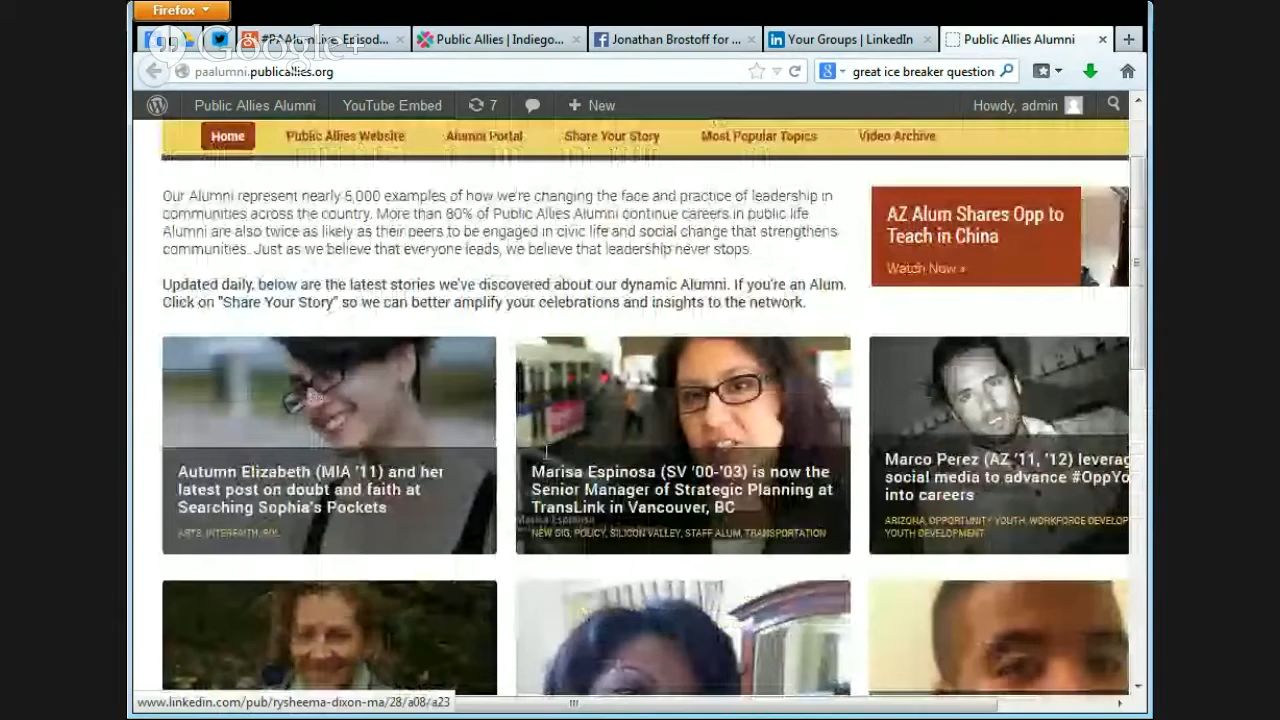 Firefox
Google+
#PAAlumLive, Episod...
Public Allies | Indiego...
Jonathan Brostoff for ...
Your Groups | LinkedIn
Public Allies Alumni
paalumni.publicallies.org
great ice breaker question
Public Allies Alumni
YouTube Embed
7
New
Howdy, admin
Home
Public Allies Website
Alumni Portal
Share Your Story
Most Popular Topics
Video Archive
Our Alumni represent nearly 5,000 examples of how we're changing the face and practice of leadership in
communities across the country. More than 80% of Public Allies Alumni continue careers in public life
Alumni are also twice as likely as their peers to be engaged in civic life and social change that strengthens
communities. Just as we believe that everyone leads, we believe that leadership never stops.
Updated daily, below are the latest stories we've discovered about our dynamic Alumni. If you're an Alum.
Click on "Share Your Story" so we can better amplify your celebrations and insights to the network.
AZ Alum Shares Opp to
Teach in China
Watch Now »
Autumn Elizabeth (MIA '11) and her
latest post on doubt and faith at
Searching Sophia's Pockets
ARTS, INTERFAITH,
Marisa Espinosa (SV '00-'03) is now the
Senior Manager of Strategic Planning at
TransLink in Vancouver, BC
Marisa Espinosa
NEW GIG, POLICY, SILICON VALLEY, STAFF ALUM, TRANSPORTATION
Marco Perez (AZ '11, '12) leverag
social media to advance #OppYo
into careers
ARIZONA, OPPORTUNITY YOUTH, WORKFORCE DEVELOP
YOUTH DEVELOPMENT
www.linkedin.com/pub/rysheema-dixon-ma/28/a08/a23